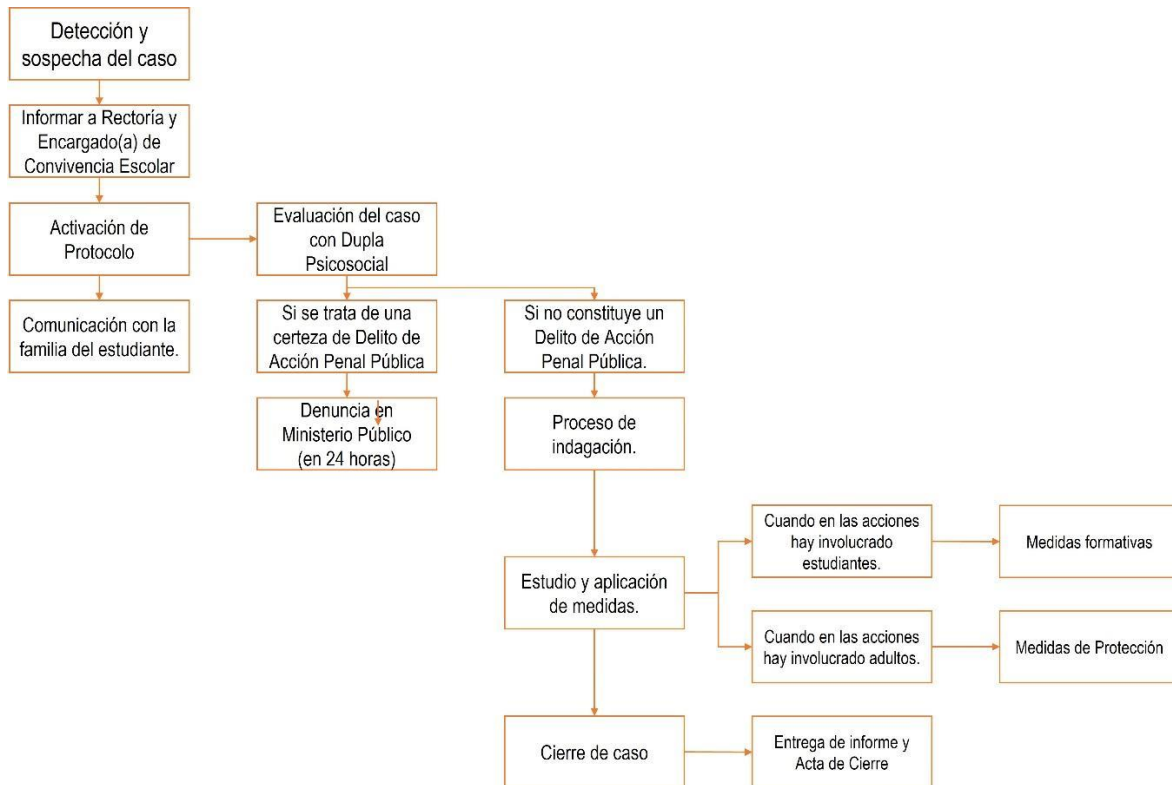 Detección y
sospecha del caso
Informar a Rectoría y
Encargado(a) de
Convivencia Escolar
Activación de
Protocolo
Evaluación del caso
con Dupla
Psicosocial
Comunicación con la
familia del estudiante.
Si se trata de una
certeza de Delito de
Acción Penal Pública
Si no constituye un
Delito de Acción
Penal Pública.
Denuncia en
Ministerio Público
(en 24 horas)
Proceso de
indagación.
Estudio y aplicación
de medidas.
Cuando en las acciones
hay involucrado
estudiantes.
Medidas formativas
Cuando en las acciones
hay involucrado adultos.
Medidas de Protección
Cierre de caso
Entrega de informe y
Acta de Cierre